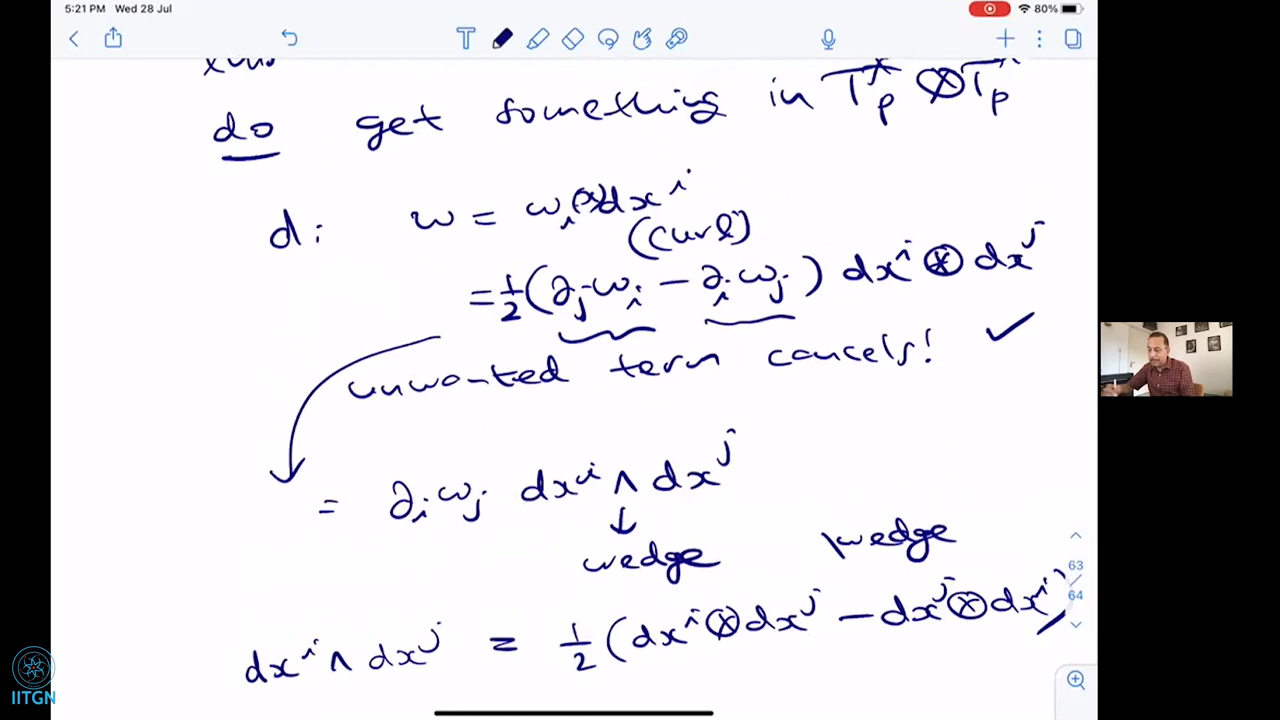 5:21 PM Wed 28 Jul
80%
do get something in T*p ⊗ T*p
d: ω = ωᵢ(x)dxⁱ
(curl)
= ½(∂ⱼωᵢ − ∂ᵢωⱼ) dxⁱ ⊗ dxʲ
unwanted term cancels! ✓
= ∂ᵢωⱼ dxⁱ ∧ dxʲ
wedge wedge
63
64
dxⁱ ∧ dxʲ = ½(dxⁱ ⊗ dxʲ − dxʲ ⊗ dxⁱ)
IITGN